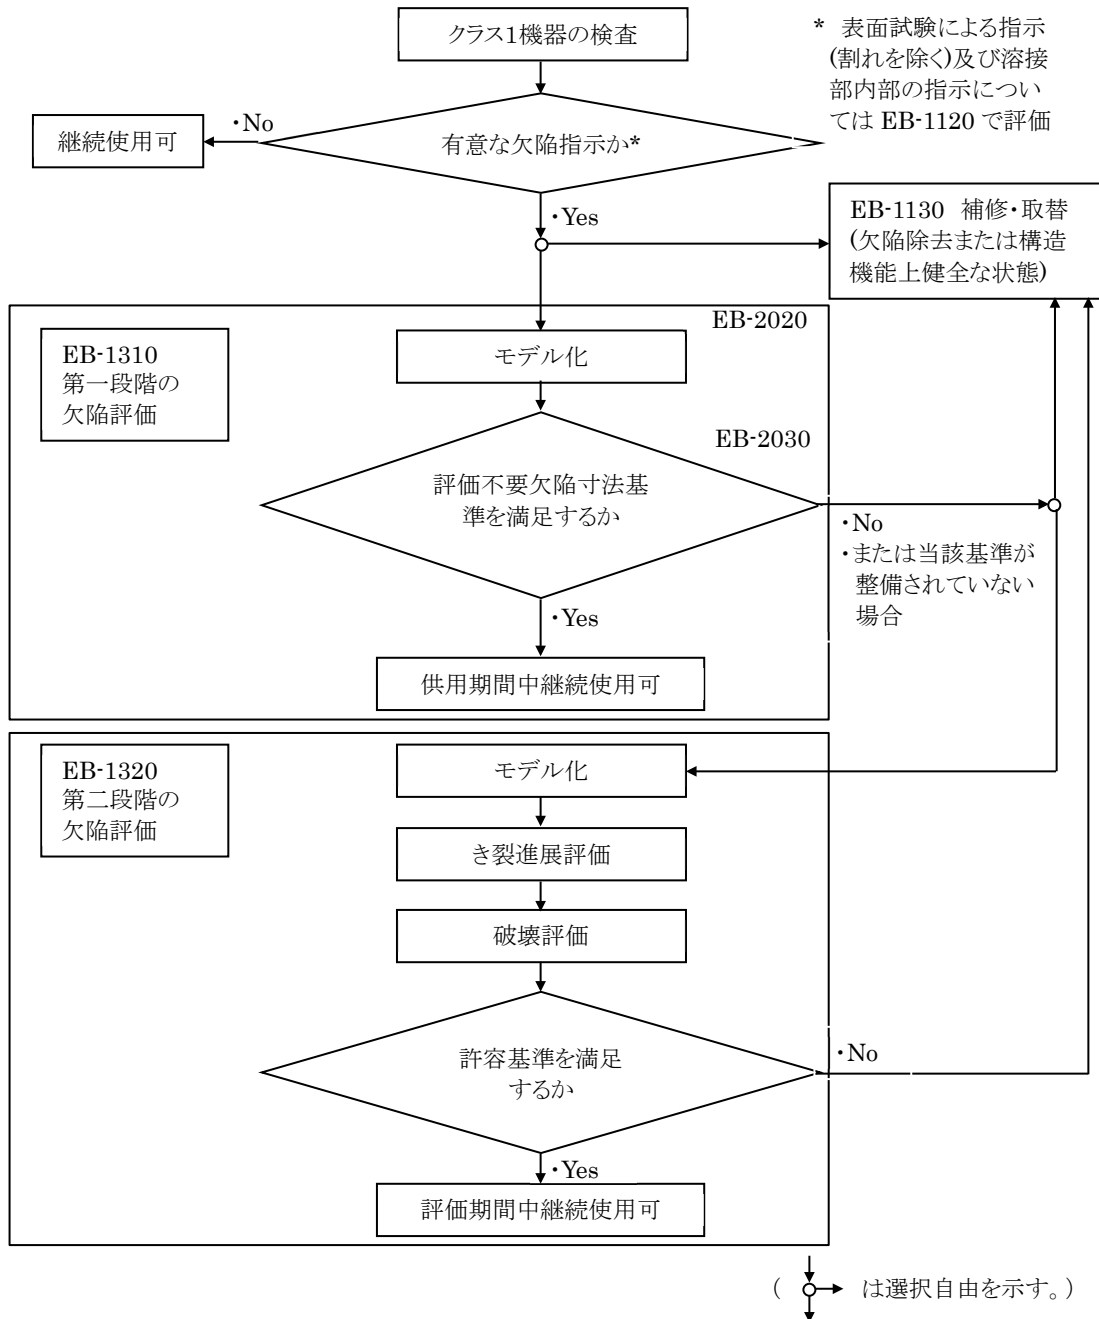 クラス１機器の検査
* 表面試験による指示
(割れを除く)及び溶接
部内部の指示につい
ては EB-1120 で評価
・No
継続使用可
有意な欠陥指示か*
・Yes
EB-1130 補修・取替
(欠陥除去または構造
機能上健全な状態)
EB-2020
EB-1310
第一段階の
欠陥評価
モデル化
EB-2030
評価不要欠陥寸法基
準を満足するか
・No
・または当該基準が
整備されていない
場合
・Yes
供用期間中継続使用可
EB-1320
第二段階の
欠陥評価
モデル化
き裂進展評価
破壊評価
許容基準を満足
するか
・No
・Yes
評価期間中継続使用可
( は選択自由を示す。)